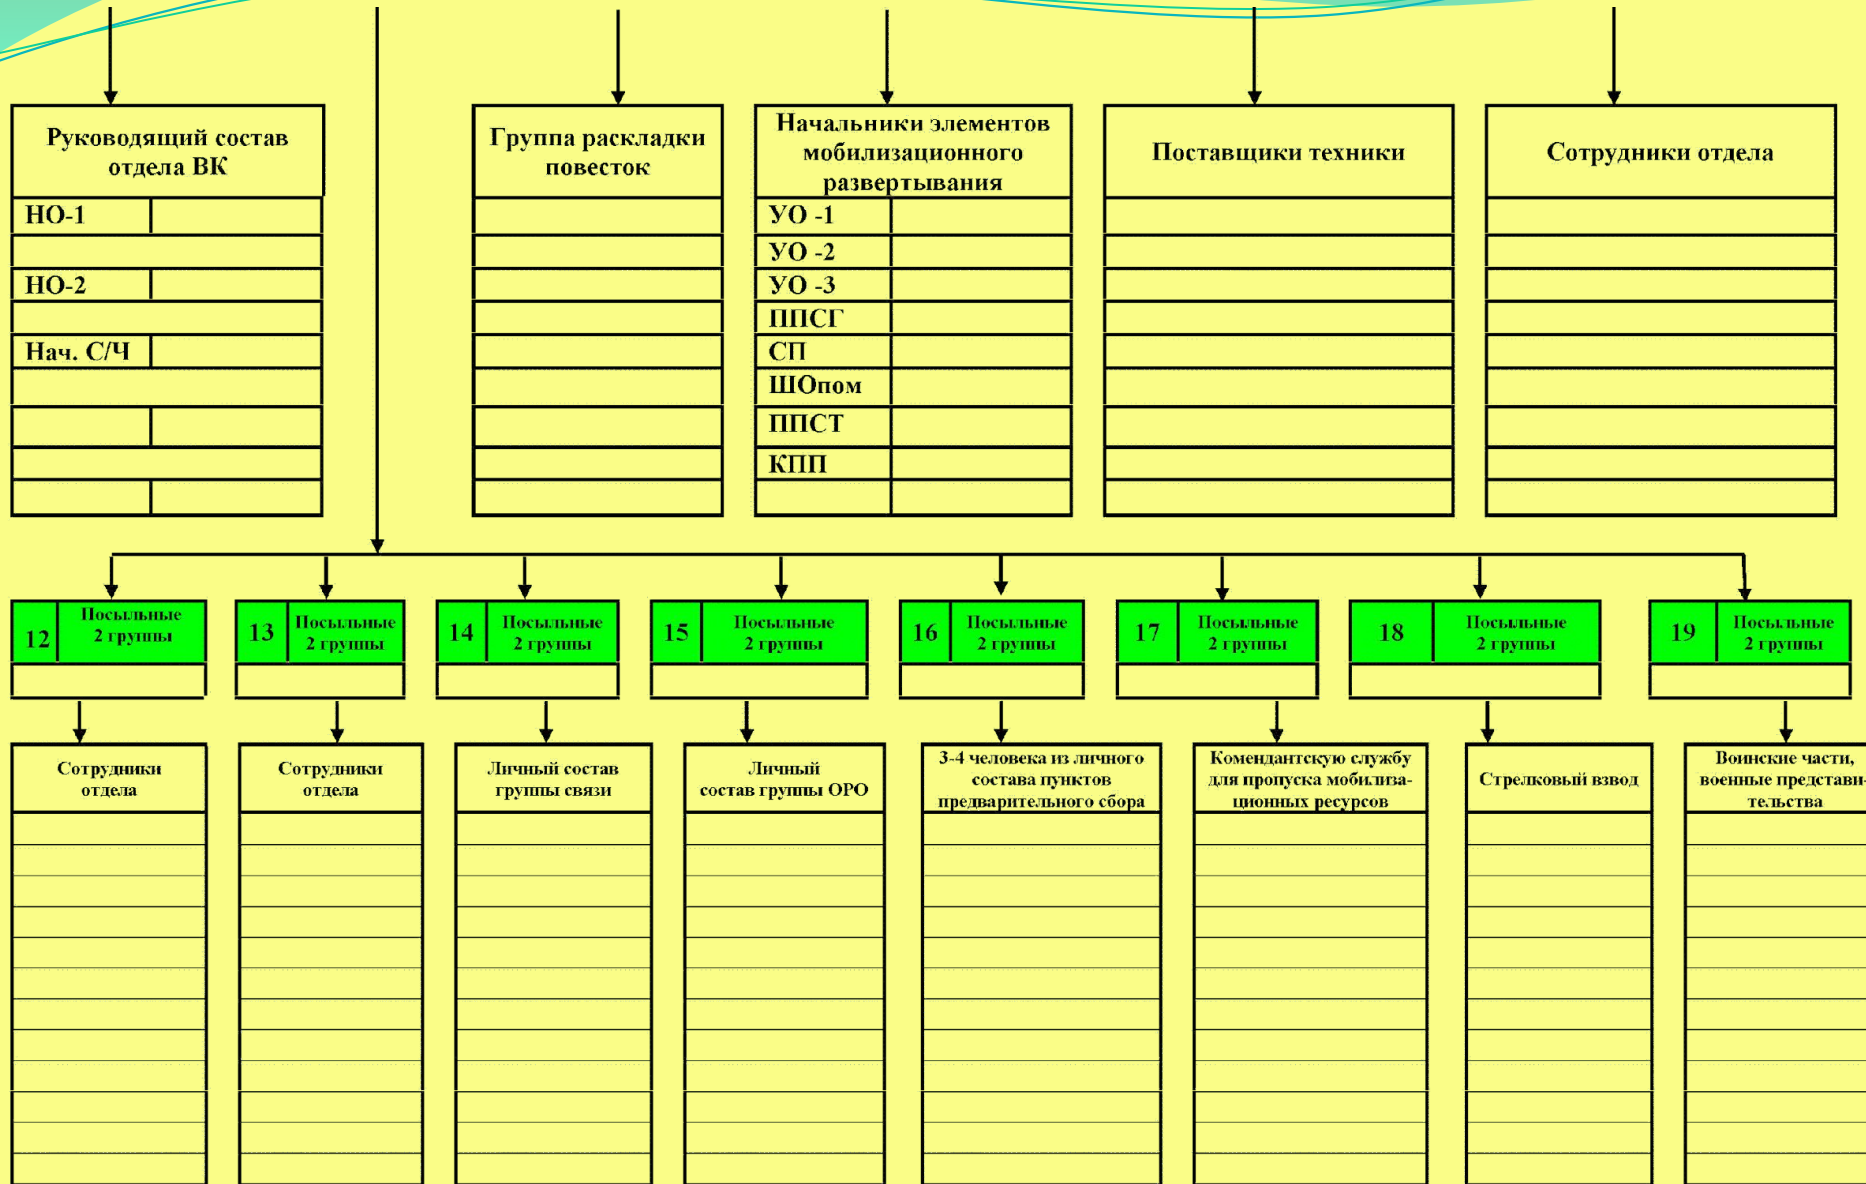 Руководящий состав
отдела ВК
НО-1
НО-2
Нач. С/Ч
Группа раскладки
повесток
Начальники элементов
мобилизационного
развертывания
УО -1
УО -2
УО -3
ППСГ
СП
ШОпом
ППСТ
КПП
Поставщики техники
Сотрудники отдела
12
Посыльные
2 группы
13
Посыльные
2 группы
14
Посыльные
2 группы
15
Посыльные
2 группы
16
Посыльные
2 группы
17
Посыльные
2 группы
18
Посыльные
2 группы
19
Посыльные
2 группы
Сотрудники
отдела
Сотрудники
отдела
Личный состав
группы связи
Личный
состав группы ОРО
3-4 человека из личного
состава пунктов
предварительного сбора
Комендантскую службу
для пропуска мобилиза-
ционных ресурсов
Стрелковый взвод
Воинские части,
военные представи-
тельства